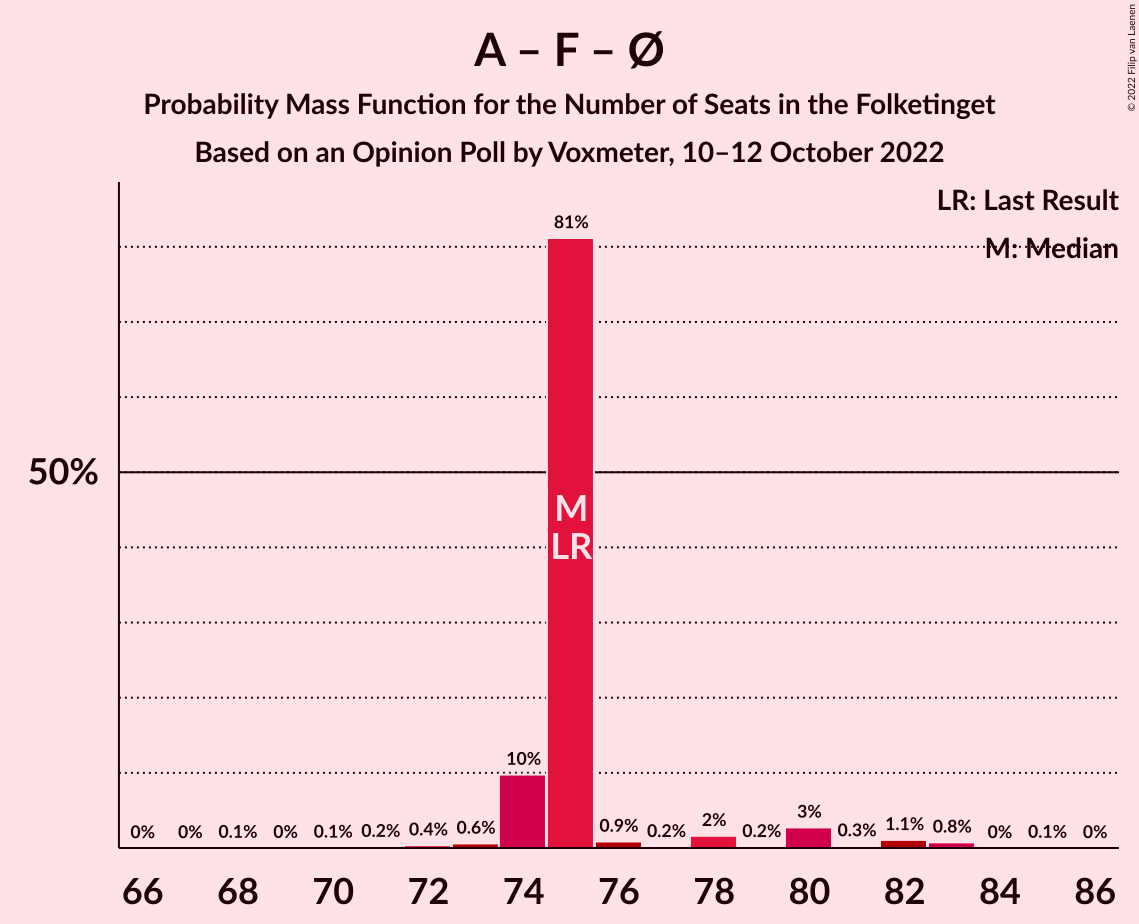 A – F – Ø
Probability Mass Function for the Number of Seats in the Folketinget
Based on an Opinion Poll by Voxmeter, 10–12 October 2022
© 2022 Filip van Laenen
LR: Last Result
M: Median
50%
81%
M
LR
0% 0% 0.1% 0% 0.1% 0.2% 0.4% 0.6% 10% 0.9% 0.2% 2% 0.2% 3% 0.3% 1.1% 0.8% 0% 0.1% 0%
66 68 70 72 74 76 78 80 82 84 86